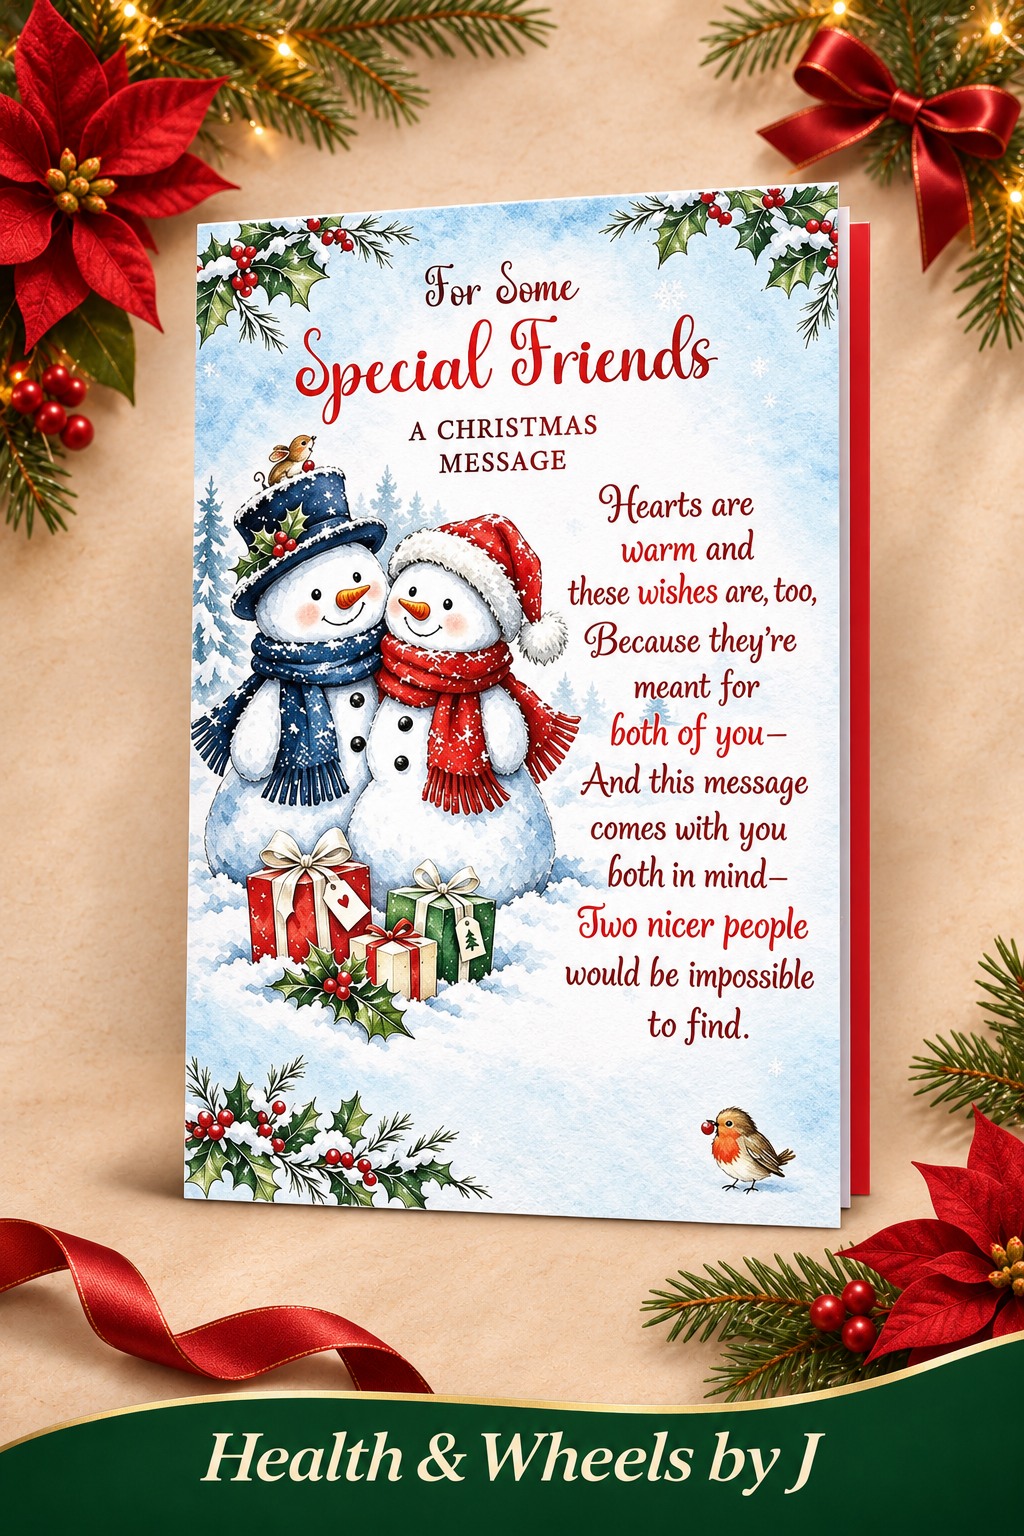 For Some
Special Friends
A CHRISTMAS
MESSAGE
Hearts are
warm and
these wishes are, too,
Because they're
meant for
both of you—
And this message
comes with you
both in mind—
Two nicer people
would be impossible
to find.
Health & Wheels by J